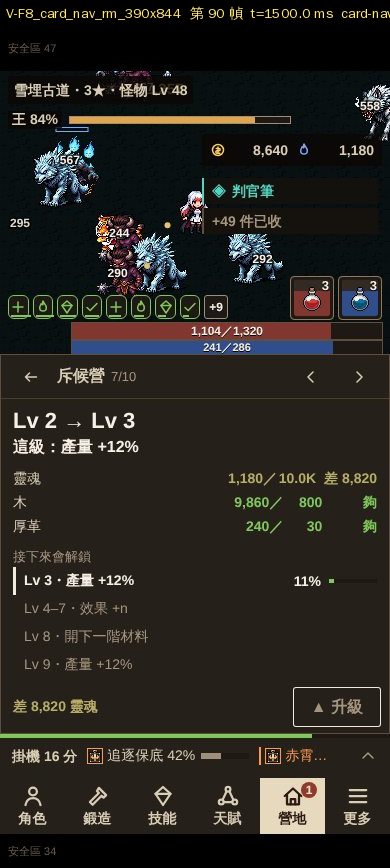 V-F8_card_nav_rm_390x844 第 90 幀 t=1500.0 ms card-nav
安全區 47
雪埋古道・3★・怪物 Lv 48
王 84%
558
8,640 1,180
567
判官筆
+49 件已收
295
244
292
290
+9
3
3
1,104／1,320
241／286
← 斥候營 7/10
Lv 2 → Lv 3
這級：產量 +12%
靈魂 1,180／10.0K 差 8,820
木 9,860／ 800 夠
厚革 240／ 30 夠
接下來會解鎖
Lv 3・產量 +12% 11%
Lv 4–7・效果 +n
Lv 8・開下一階材料
Lv 9・產量 +12%
差 8,820 靈魂
▲ 升級
掛機 16 分 追逐保底 42% 赤霄…
1
角色 鍛造 技能 天賦 營地 更多
安全區 34